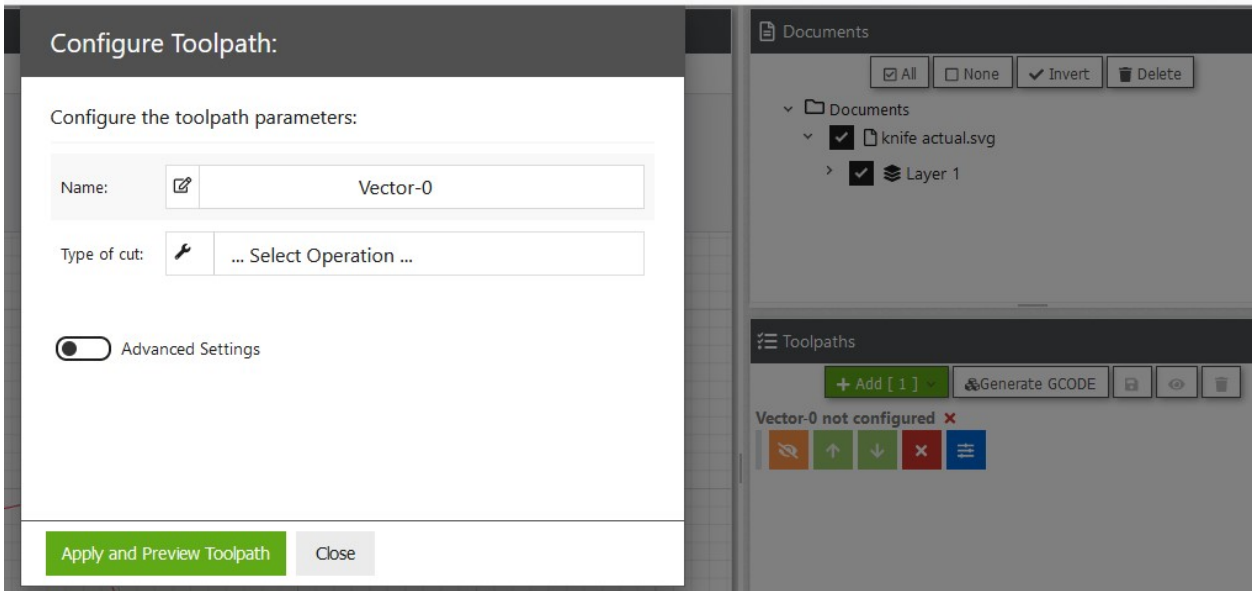 Configure Toolpath:
Configure the toolpath parameters:
Name:
Vector-0
Type of cut:
... Select Operation ...
Advanced Settings
Apply and Preview Toolpath
Close
Documents
All
None
Invert
Delete
Documents
knife actual.svg
Layer 1
Toolpaths
+ Add [ 1 ]
Generate GCODE
Vector-0 not configured